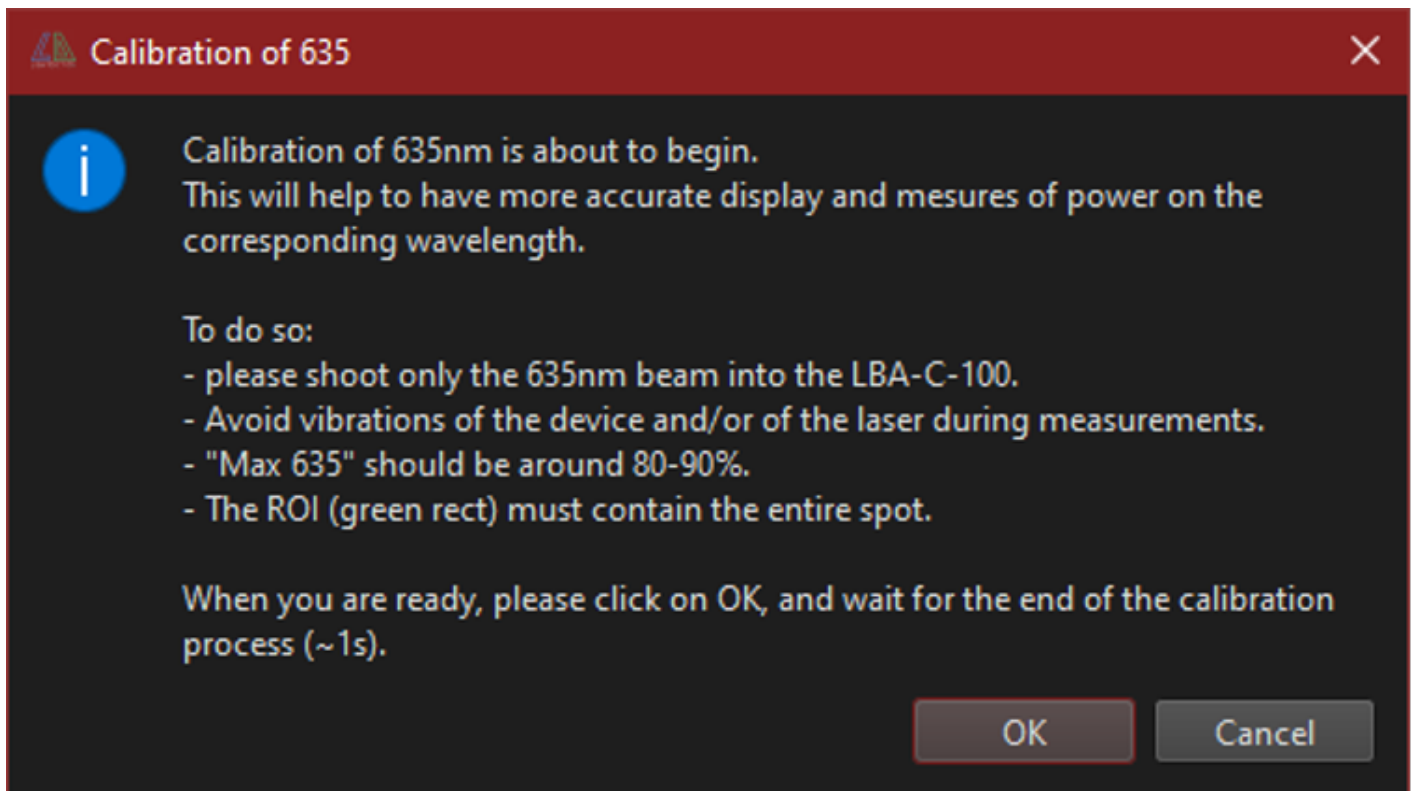 Calibration of 635
Calibration of 635nm is about to begin.
This will help to have more accurate display and mesures of power on the
corresponding wavelength.
To do so:
- please shoot only the 635nm beam into the LBA-C-100.
- Avoid vibrations of the device and/or of the laser during measurements.
- "Max 635" should be around 80-90%.
- The ROI (green rect) must contain the entire spot.
When you are ready, please click on OK, and wait for the end of the calibration
process (~1s).
OK
Cancel